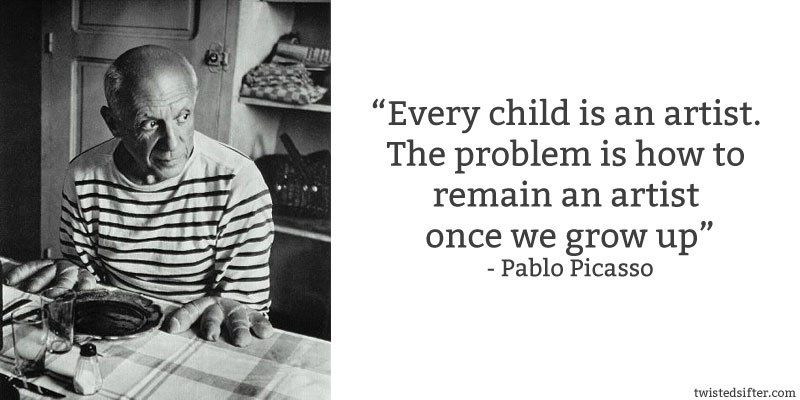 “Every child is an artist.
The problem is how to
remain an artist
once we grow up”
- Pablo Picasso
twistedsifter.com